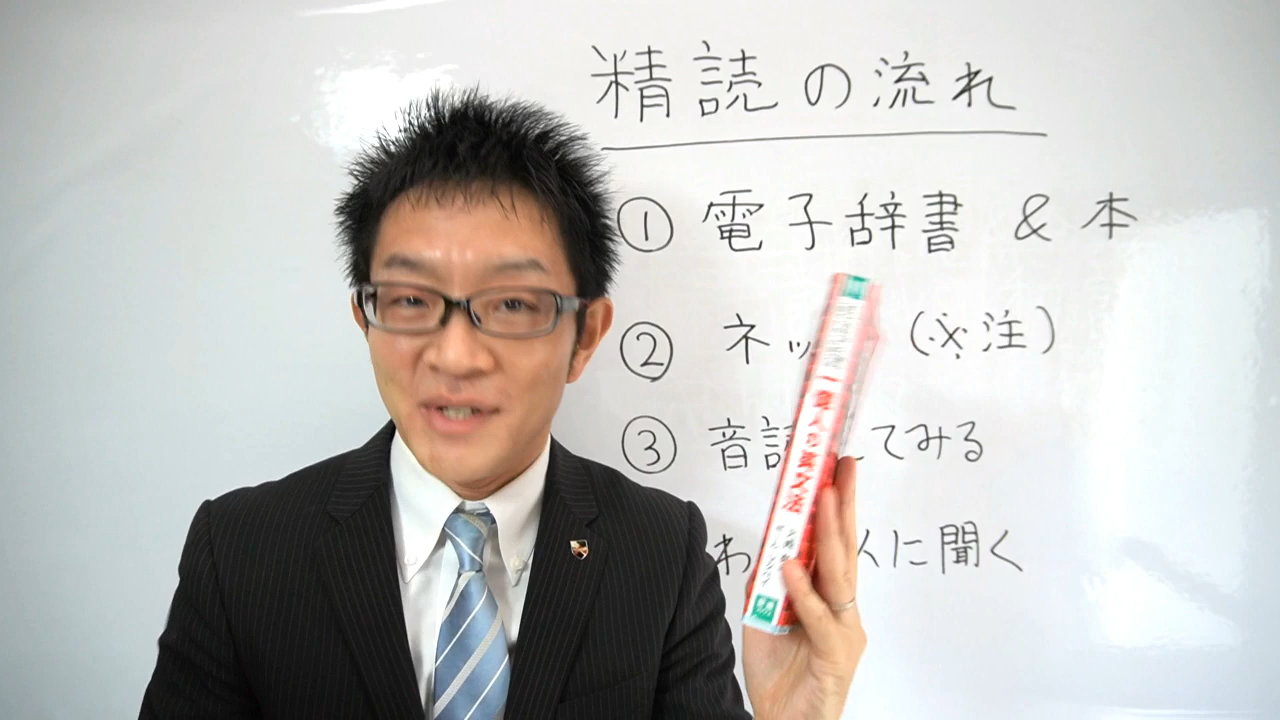 精読の流れ
① 電子辞書 & 本
② ネッ (※注)
③ 音読してみる
わ 人に聞く
一億人の英文法